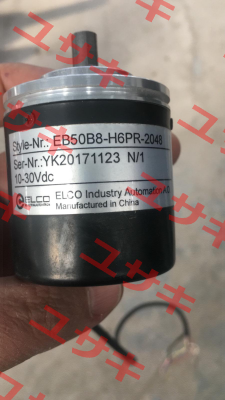 Style-Nr.: EB50B8-H6PR-2048
Ser-Nr.:YK20171123 N/1
10-30Vdc
ELCO
ELCO Industry Automation AG
Manufactured in China
ユサキ